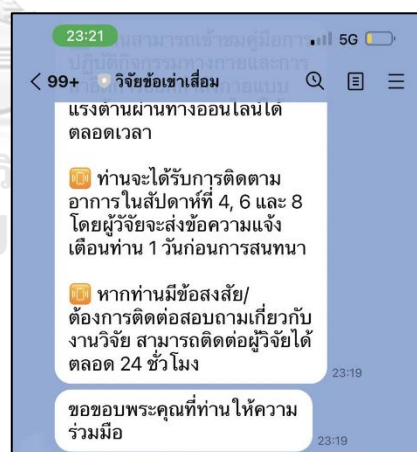 23:21
5G
99+ วิจัยข้อเข่าเสื่อม
แรงต้านผ่านทางออนไลน์ได้
ตลอดเวลา
ท่านจะได้รับการติดตาม
อาการในสัปดาห์ที่ 4, 6 และ 8
โดยผู้วิจัยจะส่งข้อความแจ้ง
เตือนท่าน 1 วันก่อนการสนทนา
หากท่านมีข้อสงสัย/
ต้องการติดต่อสอบถามเกี่ยวกับ
งานวิจัย สามารถติดต่อผู้วิจัยได้
ตลอด 24 ชั่วโมง
23:19
ขอขอบพระคุณที่ท่านให้ความ
ร่วมมือ
23:19